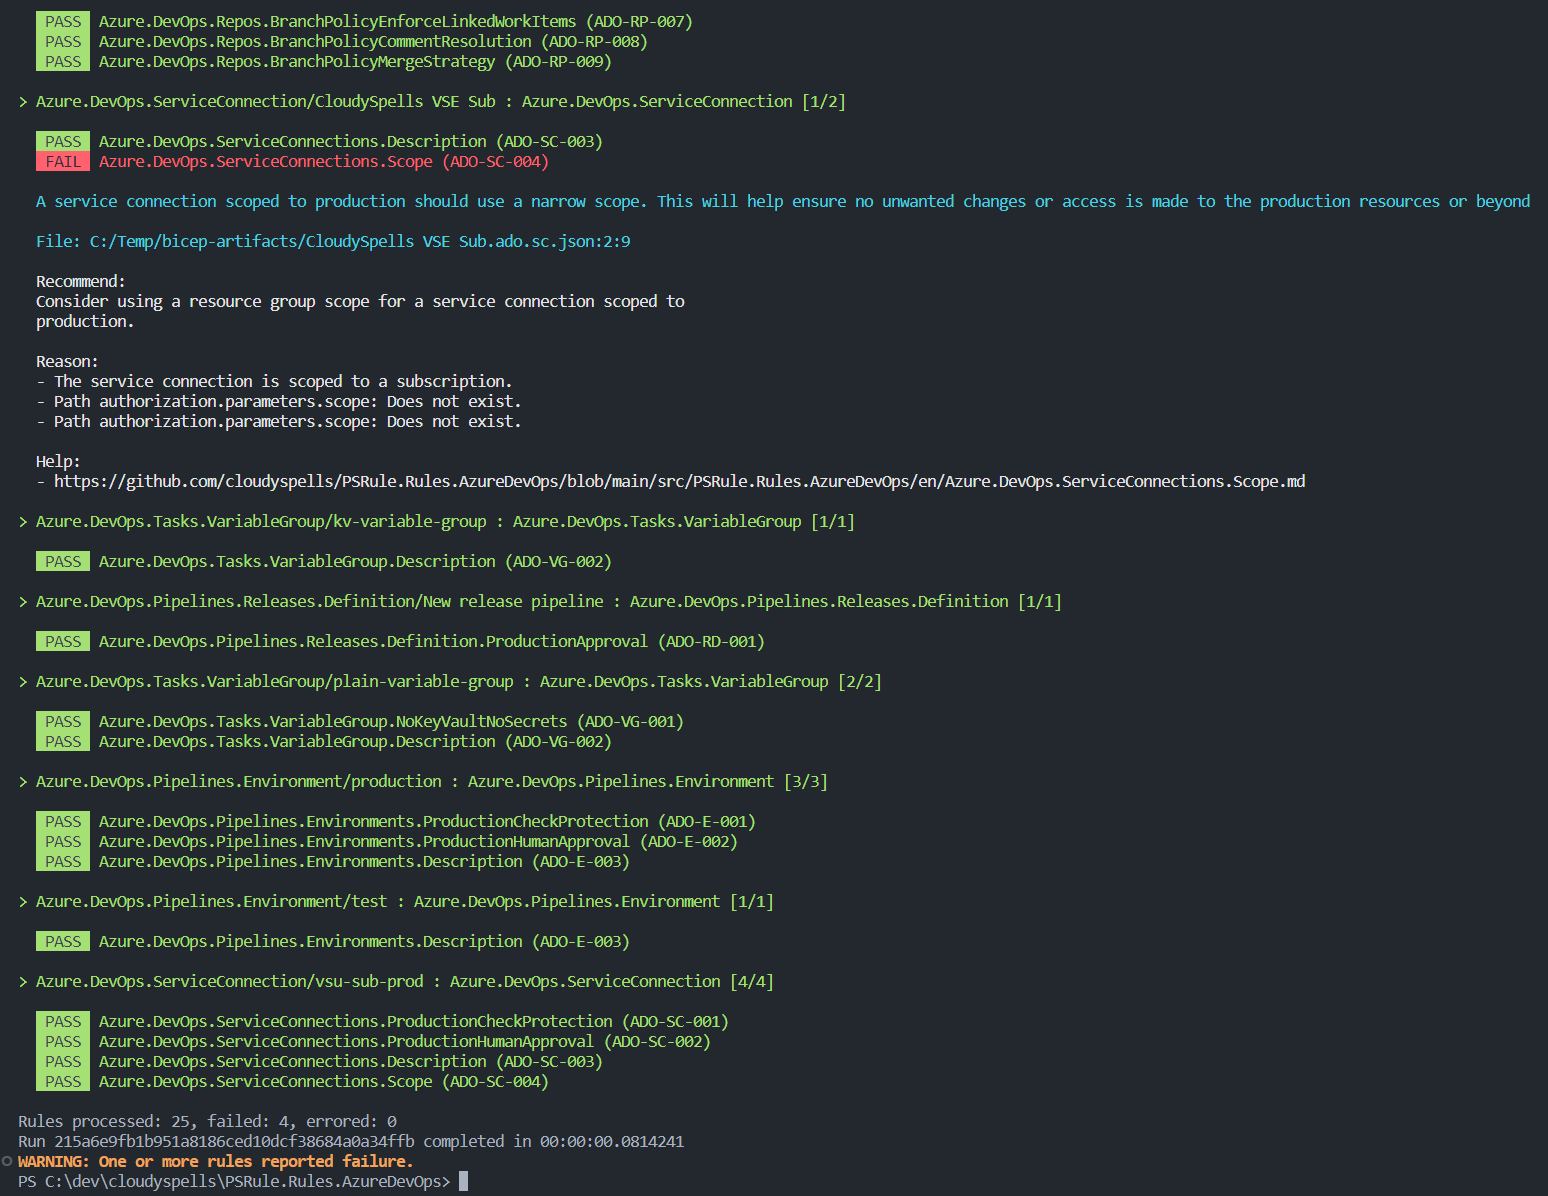 PASS Azure.DevOps.Repos.BranchPolicyEnforceLinkedWorkItems (ADO-RP-007)
PASS Azure.DevOps.Repos.BranchPolicyCommentResolution (ADO-RP-008)
PASS Azure.DevOps.Repos.BranchPolicyMergeStrategy (ADO-RP-009)
> Azure.DevOps.ServiceConnection/CloudySpells VSE Sub : Azure.DevOps.ServiceConnection [1/2]
PASS Azure.DevOps.ServiceConnections.Description (ADO-SC-003)
FAIL Azure.DevOps.ServiceConnections.Scope (ADO-SC-004)
A service connection scoped to production should use a narrow scope. This will help ensure no unwanted changes or access is made to the production resources or beyond
File: C:/Temp/bicep-artifacts/CloudySpells VSE Sub.ado.sc.json:2:9
Recommend:
Consider using a resource group scope for a service connection scoped to
production.
Reason:
- The service connection is scoped to a subscription.
- Path authorization.parameters.scope: Does not exist.
- Path authorization.parameters.scope: Does not exist.
Help:
- https://github.com/cloudyspells/PSRule.Rules.AzureDevOps/blob/main/src/PSRule.Rules.AzureDevOps/en/Azure.DevOps.ServiceConnections.Scope.md
> Azure.DevOps.Tasks.VariableGroup/kv-variable-group : Azure.DevOps.Tasks.VariableGroup [1/1]
PASS Azure.DevOps.Tasks.VariableGroup.Description (ADO-VG-002)
> Azure.DevOps.Pipelines.Releases.Definition/New release pipeline : Azure.DevOps.Pipelines.Releases.Definition [1/1]
PASS Azure.DevOps.Pipelines.Releases.Definition.ProductionApproval (ADO-RD-001)
> Azure.DevOps.Tasks.VariableGroup/plain-variable-group : Azure.DevOps.Tasks.VariableGroup [2/2]
PASS Azure.DevOps.Tasks.VariableGroup.NoKeyVaultNoSecrets (ADO-VG-001)
PASS Azure.DevOps.Tasks.VariableGroup.Description (ADO-VG-002)
> Azure.DevOps.Pipelines.Environment/production : Azure.DevOps.Pipelines.Environment [3/3]
PASS Azure.DevOps.Pipelines.Environments.ProductionCheckProtection (ADO-E-001)
PASS Azure.DevOps.Pipelines.Environments.ProductionHumanApproval (ADO-E-002)
PASS Azure.DevOps.Pipelines.Environments.Description (ADO-E-003)
> Azure.DevOps.Pipelines.Environment/test : Azure.DevOps.Pipelines.Environment [1/1]
PASS Azure.DevOps.Pipelines.Environments.Description (ADO-E-003)
> Azure.DevOps.ServiceConnection/vsu-sub-prod : Azure.DevOps.ServiceConnection [4/4]
PASS Azure.DevOps.ServiceConnections.ProductionCheckProtection (ADO-SC-001)
PASS Azure.DevOps.ServiceConnections.ProductionHumanApproval (ADO-SC-002)
PASS Azure.DevOps.ServiceConnections.Description (ADO-SC-003)
PASS Azure.DevOps.ServiceConnections.Scope (ADO-SC-004)
Rules processed: 25, failed: 4, errored: 0
Run 215a6e9fb1b951a8186ced10dcf38684a0a34ffb completed in 00:00:00.0814241
WARNING: One or more rules reported failure.
PS C:\dev\cloudyspells\PSRule.Rules.AzureDevOps>